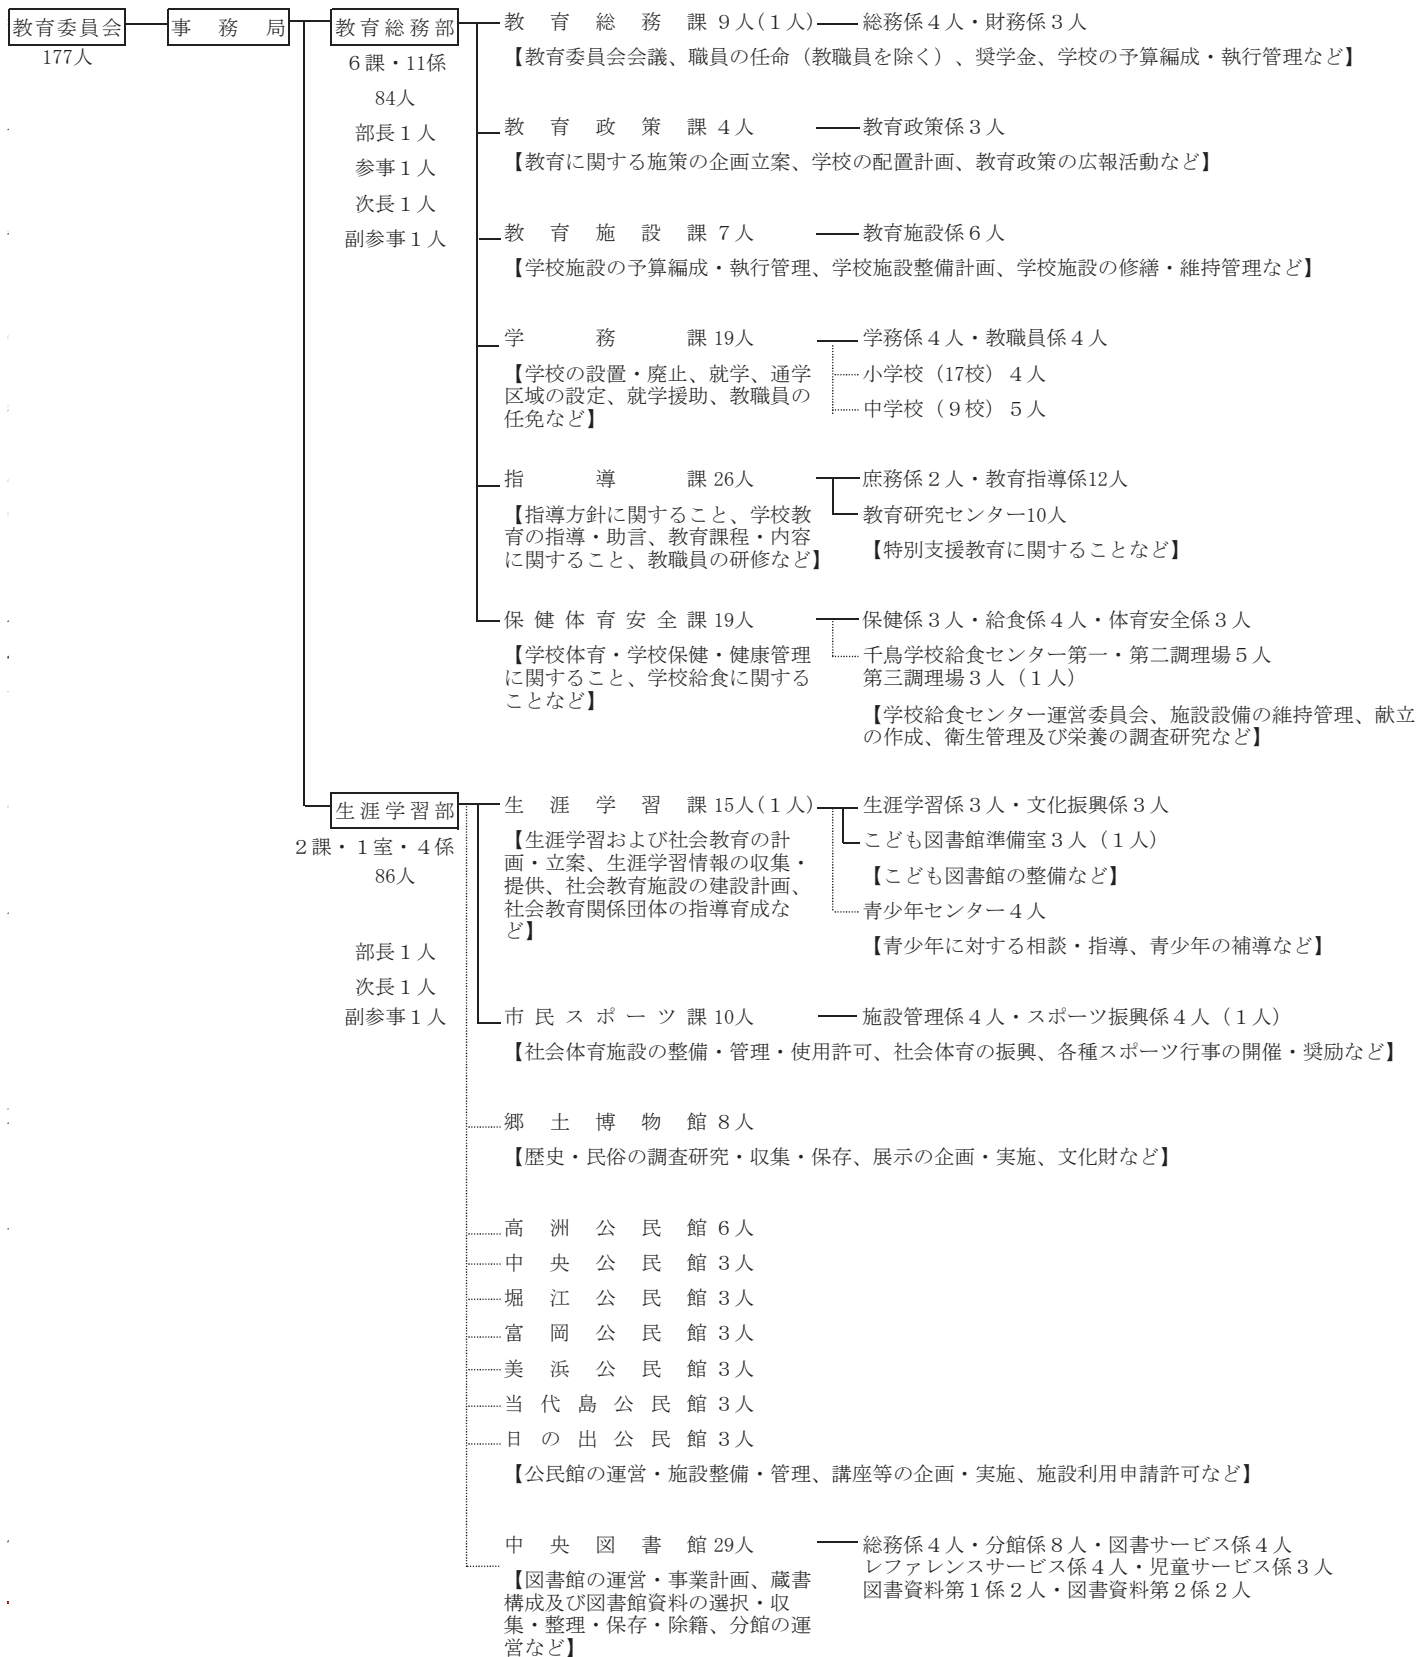 教育委員会
177人
事務局
教育総務部
6課・11係
84人
部長1人
参事1人
次長1人
副参事1人
教育総務課 9人(1人) 総務係4人・財務係3人
【教育委員会会議、職員の任命（教職員を除く）、奨学金、学校の予算編成・執行管理など】
教育政策課 4人 教育政策係3人
【教育に関する施策の企画立案、学校の配置計画、教育政策の広報活動など】
教育施設課 7人 教育施設係6人
【学校施設の予算編成・執行管理、学校施設整備計画、学校施設の修繕・維持管理など】
学務課 19人 学務係4人・教職員係4人
小学校（17校）4人
中学校（9校）5人
【学校の設置・廃止、就学、通学
区域の設定、就学援助、教職員の
任免など】
指導課 26人 庶務係2人・教育指導係12人
教育研究センター10人
【特別支援教育に関することなど】
【指導方針に関すること、学校教
育の指導・助言、教育課程・内容
に関すること、教職員の研修など】
保健体育安全課 19人 保健係3人・給食係4人・体育安全係3人
千鳥学校給食センター第一・第二調理場5人
第三調理場3人（1人）
【学校給食センター運営委員会、施設設備の維持管理、献立
の作成、衛生管理及び栄養の調査研究など】
【学校体育・学校保健・健康管理
に関すること、学校給食に関する
ことなど】
生涯学習部
2課・1室・4係
86人
部長1人
次長1人
副参事1人
生涯学習課 15人(1人) 生涯学習係3人・文化振興係3人
こども図書館準備室3人（1人）
【こども図書館の整備など】
青少年センター4人
【青少年に対する相談・指導、青少年の補導など】
【生涯学習および社会教育の計
画・立案、生涯学習情報の収集・
提供、社会教育施設の建設計画、
社会教育関係団体の指導育成な
ど】
市民スポーツ課 10人 施設管理係4人・スポーツ振興係4人（1人）
【社会体育施設の整備・管理・使用許可、社会体育の振興、各種スポーツ行事の開催・奨励など】
郷土博物館 8人
【歴史・民俗の調査研究・収集・保存、展示の企画・実施、文化財など】
高洲公民館 6人
中央公民館 3人
堀江公民館 3人
富岡公民館 3人
美浜公民館 3人
当代島公民館 3人
日の出公民館 3人
【公民館の運営・施設整備・管理、講座等の企画・実施、施設利用申請許可など】
中央図書館 29人 総務係4人・分館係8人・図書サービス係4人
レファレンスサービス係4人・児童サービス係3人
図書資料第1係2人・図書資料第2係2人
【図書館の運営・事業計画、蔵書
構成及び図書館資料の選択・収
集・整理・保存・除籍、分館の運
営など】